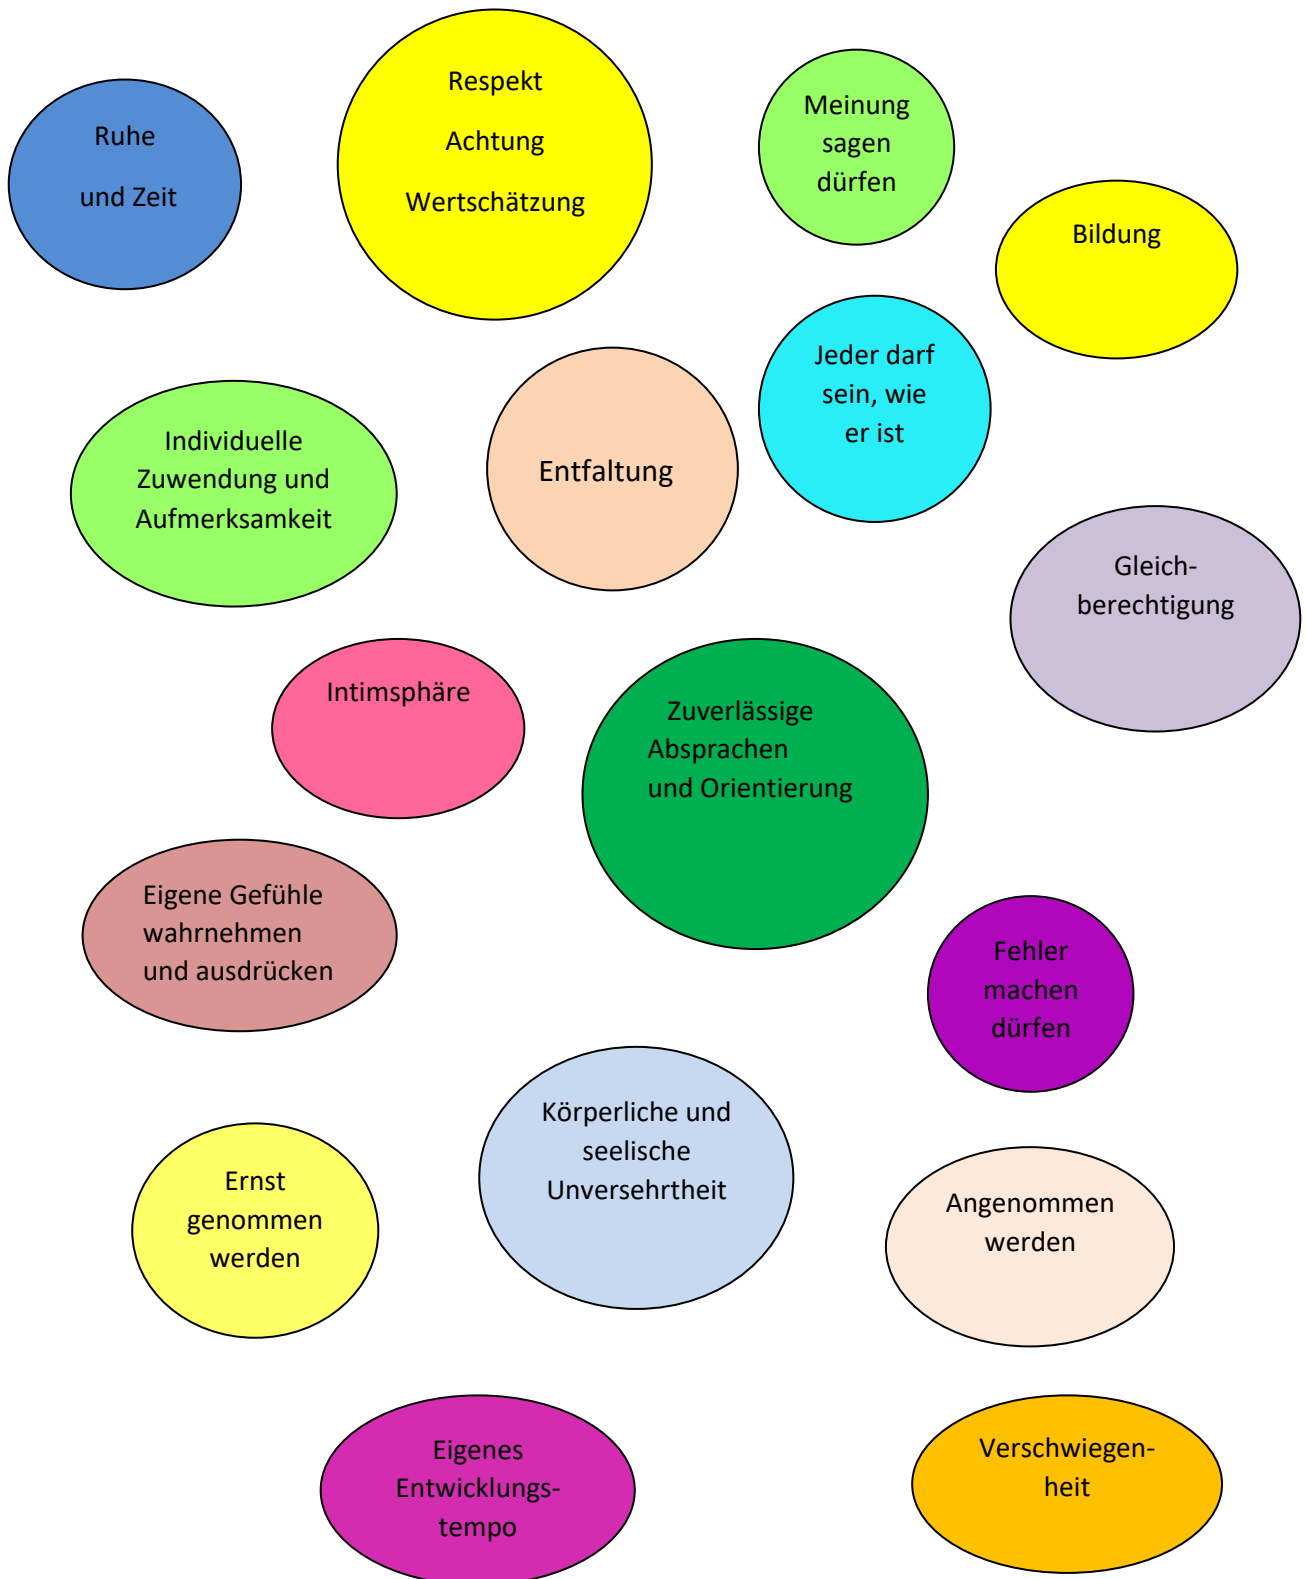 Ruhe
und Zeit
Respekt
Achtung
Wertschätzung
Meinung
sagen
dürfen
Bildung
Individuelle
Zuwendung und
Aufmerksamkeit
Entfaltung
Jeder darf
sein, wie
er ist
Gleich-
berechtigung
Intimsphäre
Zuverlässige
Absprachen
und Orientierung
Eigene Gefühle
wahrnehmen
und ausdrücken
Fehler
machen
dürfen
Ernst
genommen
werden
Körperliche und
seelische
Unversehrtheit
Angenommen
werden
Eigenes
Entwicklungs-
tempo
Verschwiegen-
heit